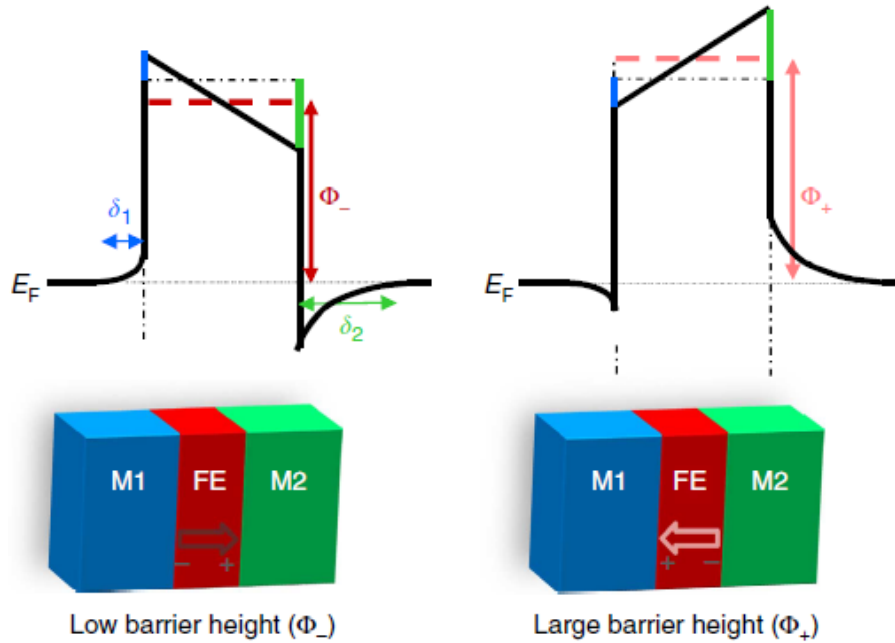 δ1
Φ–
EF
δ2
M1 FE M2
– +
Low barrier height (Φ–)
Φ+
EF
M1 FE M2
+ –
Large barrier height (Φ+)